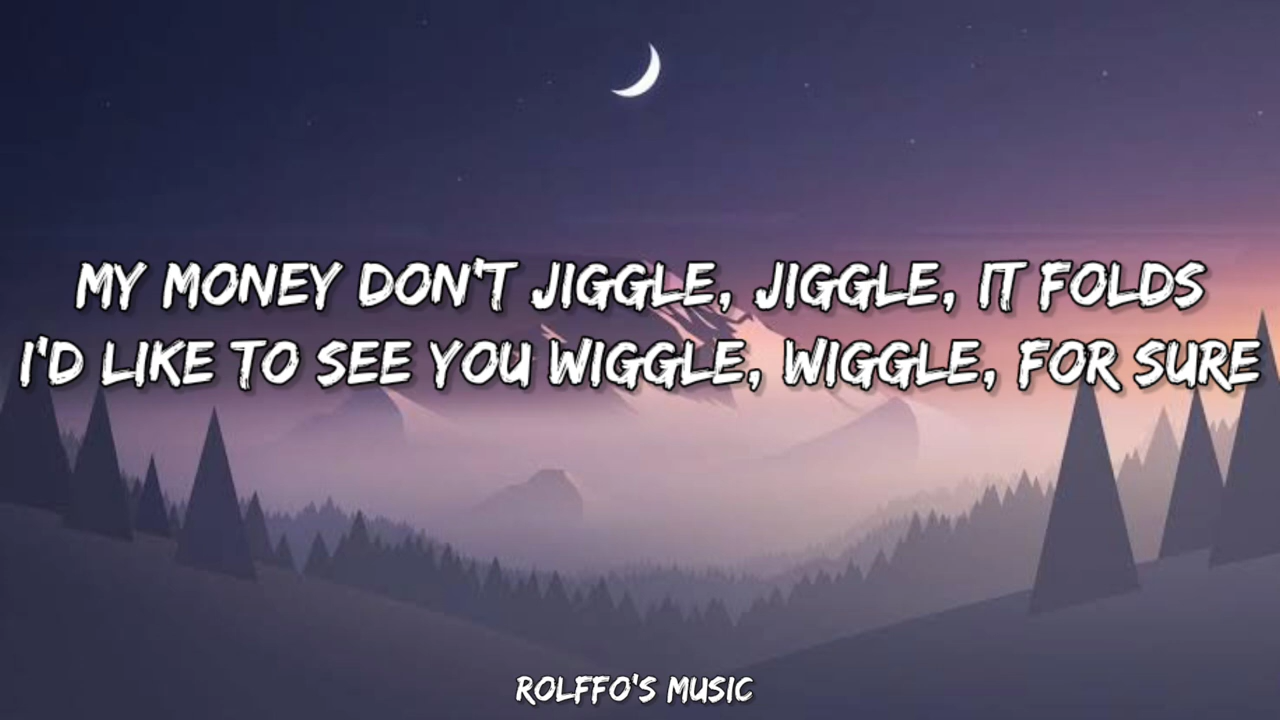 MY MONEY DON'T JIGGLE, JIGGLE, IT FOLDS
I'D LIKE TO SEE YOU WIGGLE, WIGGLE, FOR SURE
ROLFFO'S MUSIC